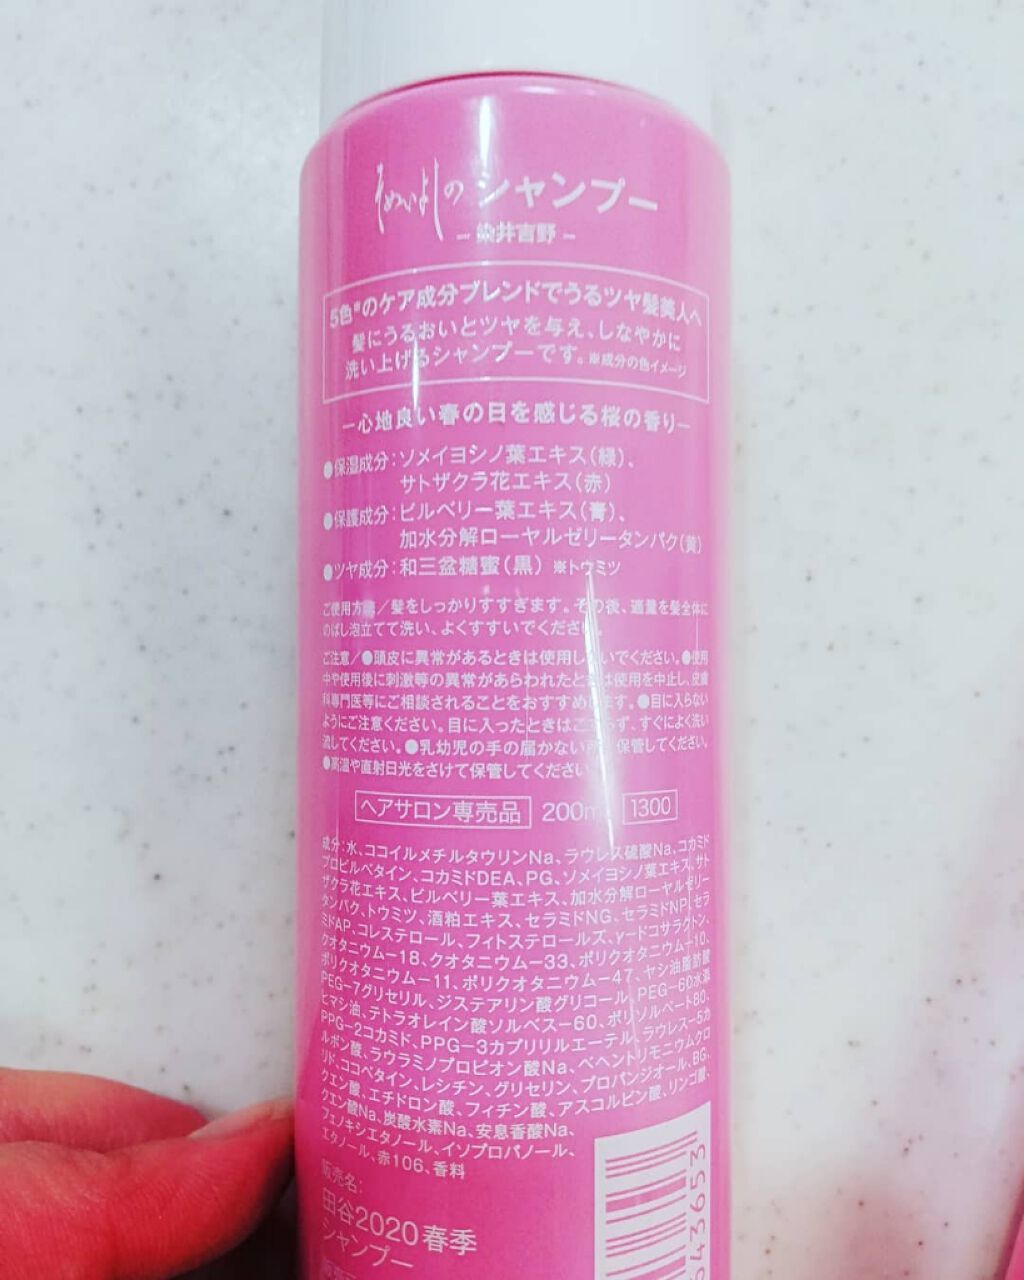 そめいよしの シャンプー
− 染井吉野 −
5色*のケア成分ブレンドでうるツヤ髪美人へ
髪にうるおいとツヤを与え、しなやかに
洗い上げるシャンプーです。※成分の色イメージ
−心地良い春の日を感じる桜の香り−
●保湿成分:ソメイヨシノ葉エキス(緑)、
サトザクラ花エキス(赤)
●保護成分:ビルベリー葉エキス(青)、
加水分解ローヤルゼリータンパク(黄)
●ツヤ成分:和三盆糖蜜(黒) ※トウミツ
ご使用方法/髪をしっかりすすぎます。その後、適量を髪全体に
のばし泡立てて洗い、よくすすいでください。
ご注意/●頭皮に異常があるときは使用しないでください。●使用
中や使用後に刺激等の異常があらわれたときは使用を中止し、皮膚
科専門医等にご相談されることをおすすめします。●目に入らない
ようにご注意ください。目に入ったときはこすらず、すぐによく洗い
流してください。●乳幼児の手の届かない所に保管してください。
●高温や直射日光をさけて保管してください。
ヘアサロン専売品 200mL 1300
成分:水、ココイルメチルタウリンNa、ラウレス硫酸Na、コカミド
プロピルベタイン、コカミドDEA、PG、ソメイヨシノ葉エキス、サト
ザクラ花エキス、ビルベリー葉エキス、加水分解ローヤルゼリー
タンパク、トウミツ、酒粕エキス、セラミドNG、セラミドNP、セラ
ミドAP、コレステロール、フィトステロールズ、γ−ドコサラクトン、
クオタニウム−18、クオタニウム−33、ポリクオタニウム−10、
ポリクオタニウム−11、ポリクオタニウム−47、ヤシ油脂肪酸
PEG−7グリセリル、ジステアリン酸グリコール、PEG−60水添
ヒマシ油、テトラオレイン酸ソルベス−60、ポリソルベート80、
PPG−2コカミド、PPG−3カプリリルエーテル、ラウレス−5カ
ルボン酸、ラウラミノプロピオン酸Na、ベヘントリモニウムクロ
リド、ココベタイン、レシチン、グリセリン、プロパンジオール、BG、
クエン酸、エチドロン酸、フィチン酸、アスコルビン酸、リンゴ酸、
クエン酸Na、炭酸水素Na、安息香酸Na、
フェノキシエタノール、イソプロパノール、
エタノール、赤106、香料
販売名:
田谷2020春季
シャンプー
643653